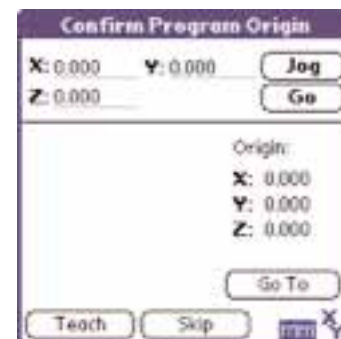 Confirm Program Origin
X: 0.000 Y: 0.000 Jog
Z: 0.000 Go
Origin:
X: 0.000
Y: 0.000
Z: 0.000
Go To
Teach Skip mm X
Y